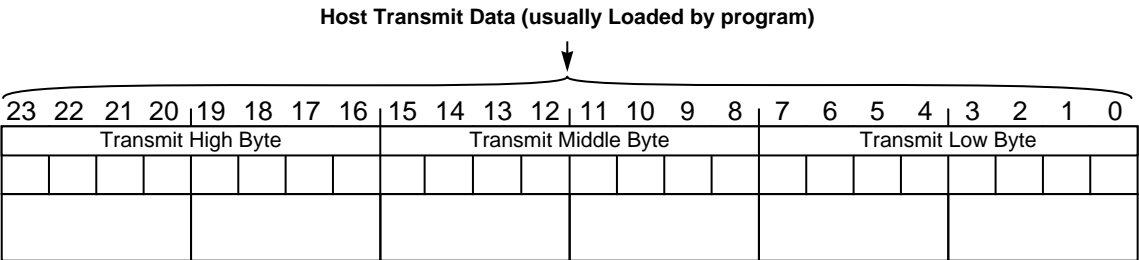 Host Transmit Data (usually Loaded by program)
23 22 21 20 19 18 17 16 15 14 13 12 11 10 9 8 7 6 5 4 3 2 1 0
Transmit High Byte Transmit Middle Byte Transmit Low Byte